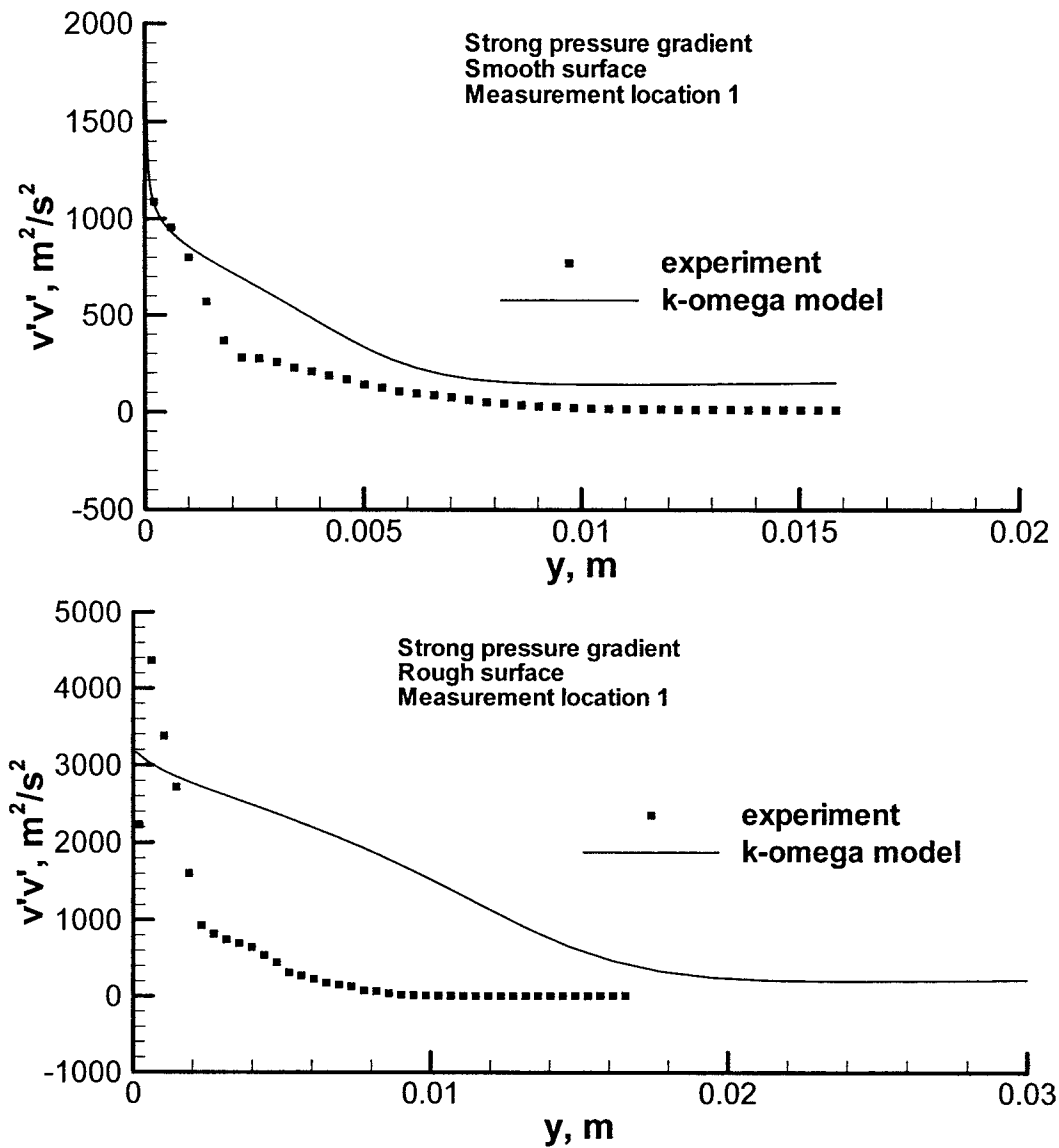 2000
1500
1000
500
0
-500
v'v', m²/s²
Strong pressure gradient
Smooth surface
Measurement location 1
experiment
k-omega model
0
0.005
0.01
0.015
0.02
y, m
5000
4000
3000
2000
1000
0
-1000
v'v', m²/s²
Strong pressure gradient
Rough surface
Measurement location 1
experiment
k-omega model
0
0.01
0.02
0.03
y, m